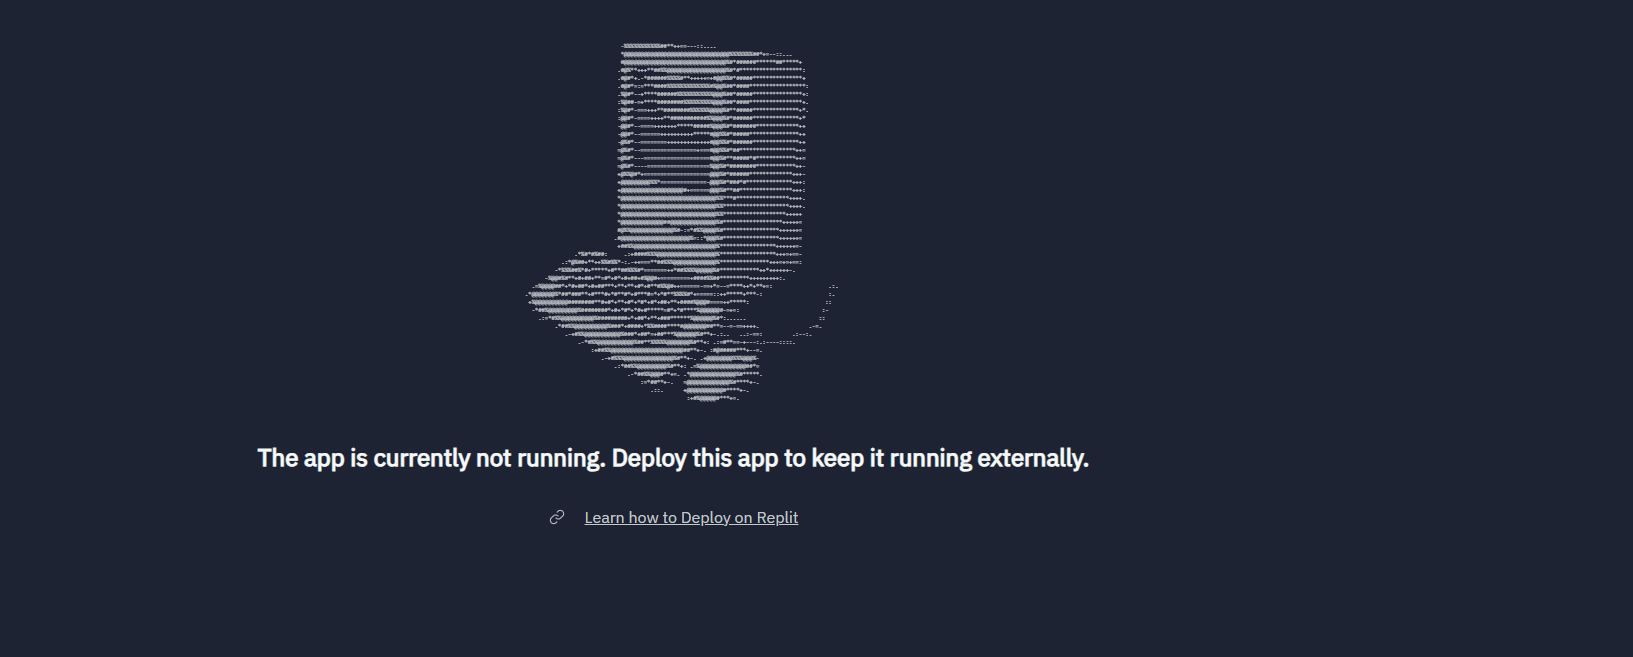 The app is currently not running. Deploy this app to keep it running externally.
Learn how to Deploy on Replit